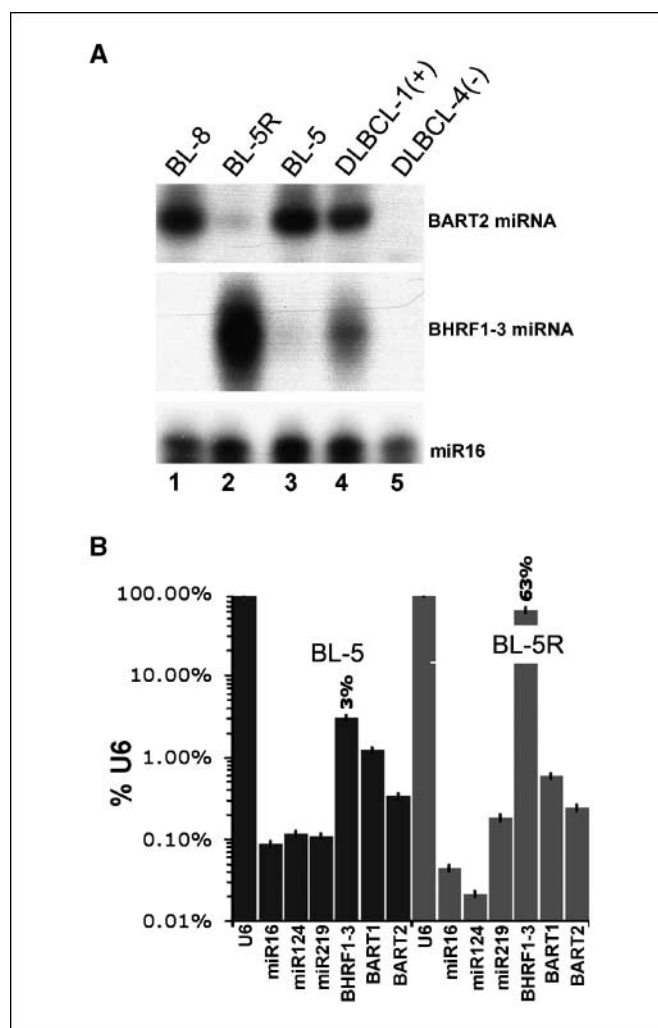 A
BL-8
BL-5R
BL-5
DLBCL-1(+)
DLBCL-4(-)
BART2 miRNA
BHRF1-3 miRNA
miR16
1 2 3 4 5
B
100.00%
10.00%
1.00%
0.10%
0.01%
% U6
BL-5
3%
BL-5R
63%
U6
miR16
miR124
miR219
BHRF1-3
BART1
BART2
U6
miR16
miR124
miR219
BHRF1-3
BART1
BART2